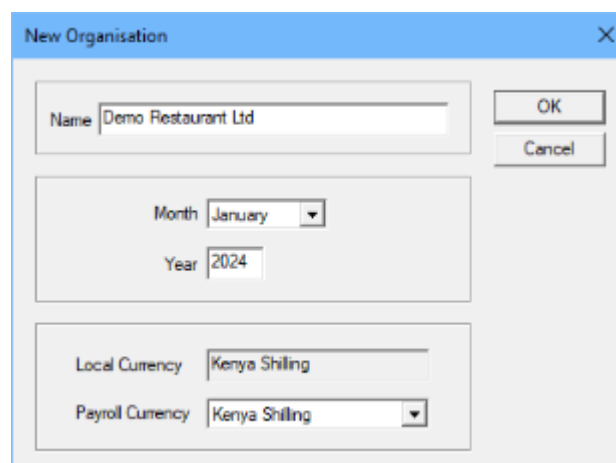 New Organisation
Name Demo Restaurant Ltd
OK
Cancel
Month January
Year 2024
Local Currency Kenya Shilling
Payroll Currency Kenya Shilling